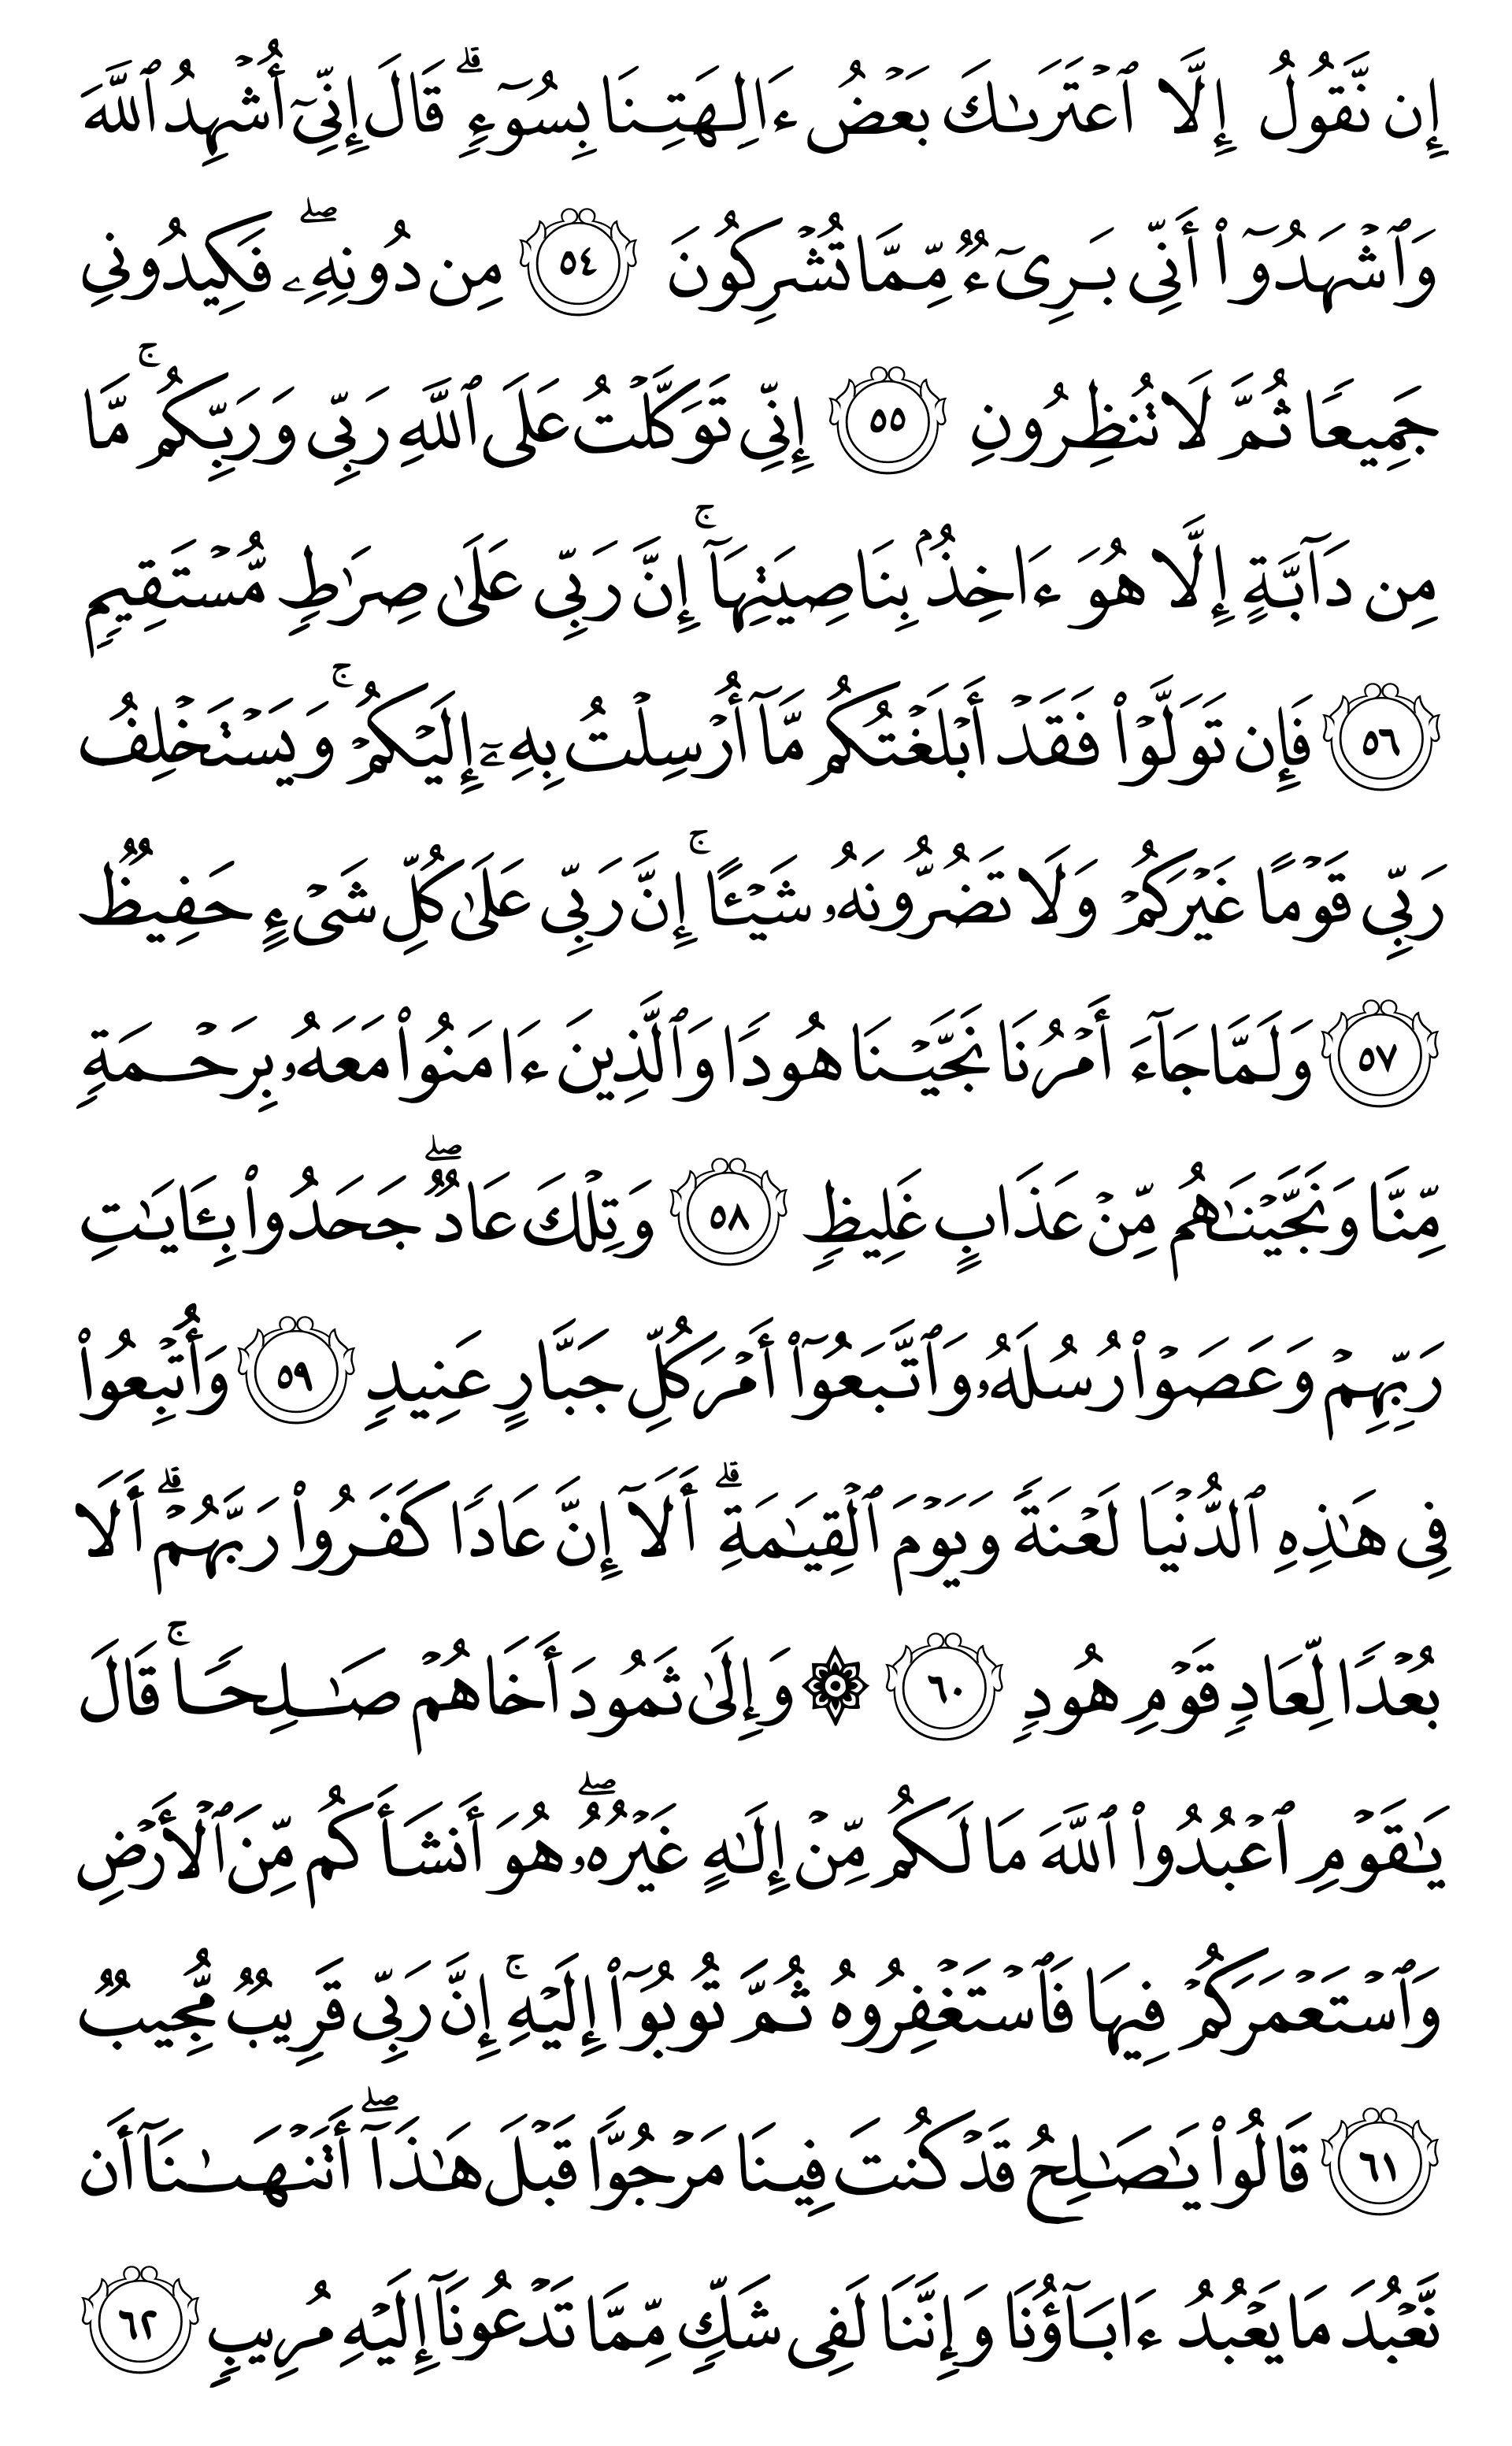 إِن نَّقُولُ إِلَّا ٱعْتَرَىٰكَ بَعْضُ ءَالِهَتِنَا بِسُوٓءٍۗ قَالَ إِنِّىٓ أُشْهِدُ ٱللَّهَ
وَٱشْهَدُوٓا۟ أَنِّى بَرِىٓءٌ مِّمَّا تُشْرِكُونَ ٥٤ مِن دُونِهِۦۖ فَكِيدُونِى
جَمِيعًا ثُمَّ لَا تُنظِرُونِ ٥٥ إِنِّى تَوَكَّلْتُ عَلَى ٱللَّهِ رَبِّى وَرَبِّكُمۚ مَّا
مِن دَآبَّةٍ إِلَّا هُوَ ءَاخِذٌۢ بِنَاصِيَتِهَآۚ إِنَّ رَبِّى عَلَىٰ صِرَٰطٍ مُّسْتَقِيمٍ
٥٦ فَإِن تَوَلَّوْا۟ فَقَدْ أَبْلَغْتُكُم مَّآ أُرْسِلْتُ بِهِۦٓ إِلَيْكُمْۚ وَيَسْتَخْلِفُ
رَبِّى قَوْمًا غَيْرَكُمْ وَلَا تَضُرُّونَهُۥ شَيْـًٔاۚ إِنَّ رَبِّى عَلَىٰ كُلِّ شَىْءٍ حَفِيظٌ
٥٧ وَلَمَّا جَآءَ أَمْرُنَا نَجَّيْنَا هُودًا وَٱلَّذِينَ ءَامَنُوا۟ مَعَهُۥ بِرَحْمَةٍ
مِّنَّا وَنَجَّيْنَٰهُم مِّنْ عَذَابٍ غَلِيظٍ ٥٨ وَتِلْكَ عَادٌۖ جَحَدُوا۟ بِـَٔايَٰتِ
رَبِّهِمْ وَعَصَوْا۟ رُسُلَهُۥ وَٱتَّبَعُوٓا۟ أَمْرَ كُلِّ جَبَّارٍ عَنِيدٍ ٥٩ وَأُتْبِعُوا۟
فِى هَٰذِهِ ٱلدُّنْيَا لَعْنَةً وَيَوْمَ ٱلْقِيَٰمَةِۗ أَلَآ إِنَّ عَادًا كَفَرُوا۟ رَبَّهُمْۗ أَلَا
بُعْدًا لِّعَادٍ قَوْمِ هُودٍ ٦٠ ۞ وَإِلَىٰ ثَمُودَ أَخَاهُمْ صَٰلِحًاۚ قَالَ
يَٰقَوْمِ ٱعْبُدُوا۟ ٱللَّهَ مَا لَكُم مِّنْ إِلَٰهٍ غَيْرُهُۥۖ هُوَ أَنشَأَكُم مِّنَ ٱلْأَرْضِ
وَٱسْتَعْمَرَكُمْ فِيهَا فَٱسْتَغْفِرُوهُ ثُمَّ تُوبُوٓا۟ إِلَيْهِۚ إِنَّ رَبِّى قَرِيبٌ مُّجِيبٌ
٦١ قَالُوا۟ يَٰصَٰلِحُ قَدْ كُنتَ فِينَا مَرْجُوًّا قَبْلَ هَٰذَآۖ أَتَنْهَىٰنَآ أَن
نَّعْبُدَ مَا يَعْبُدُ ءَابَآؤُنَا وَإِنَّنَا لَفِى شَكٍّ مِّمَّا تَدْعُونَآ إِلَيْهِ مُرِيبٍ ٦٢